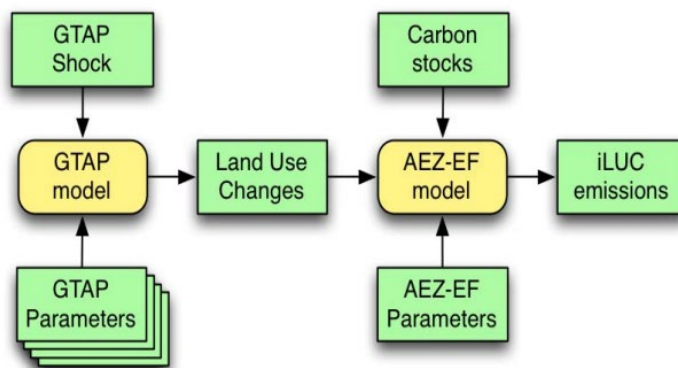 GTAP
Shock
Carbon
stocks
GTAP
model
Land Use
Changes
AEZ-EF
model
iLUC
emissions
GTAP
Parameters
AEZ-EF
Parameters